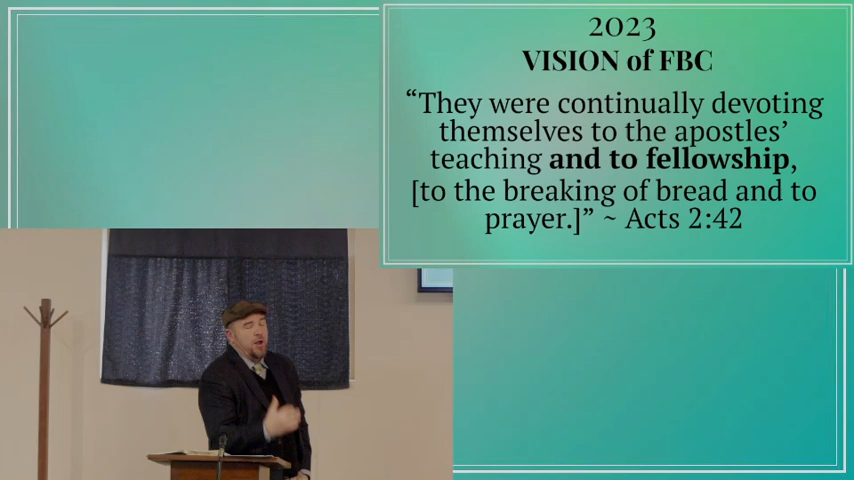 2023
VISION of FBC
“They were continually devoting
themselves to the apostles’
teaching and to fellowship,
[to the breaking of bread and to
prayer.]” ~ Acts 2:42